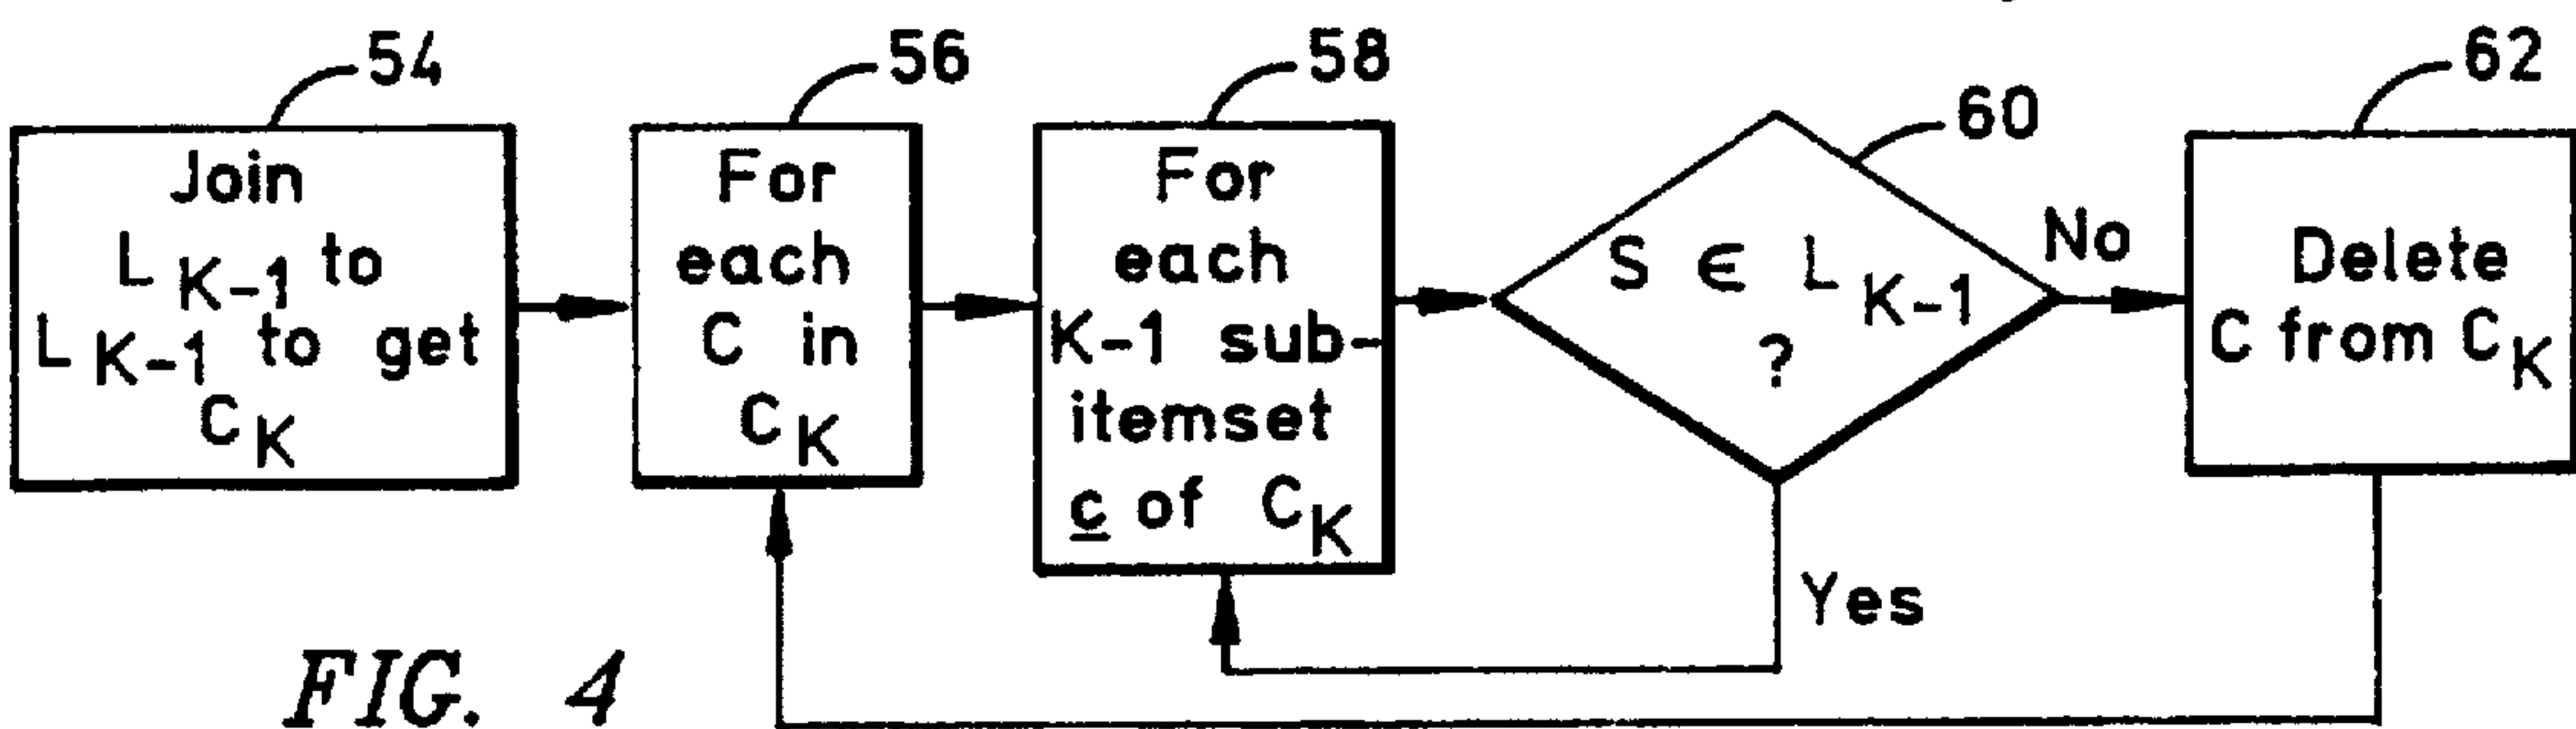 54
Join
L K-1 to
L K-1 to get
C K
56
For
each
C in
C K
58
For
each
K-1 sub-
itemset
c of C K
60
S ∈ L K-1
?
No
Yes
62
Delete
C from C K
FIG. 4